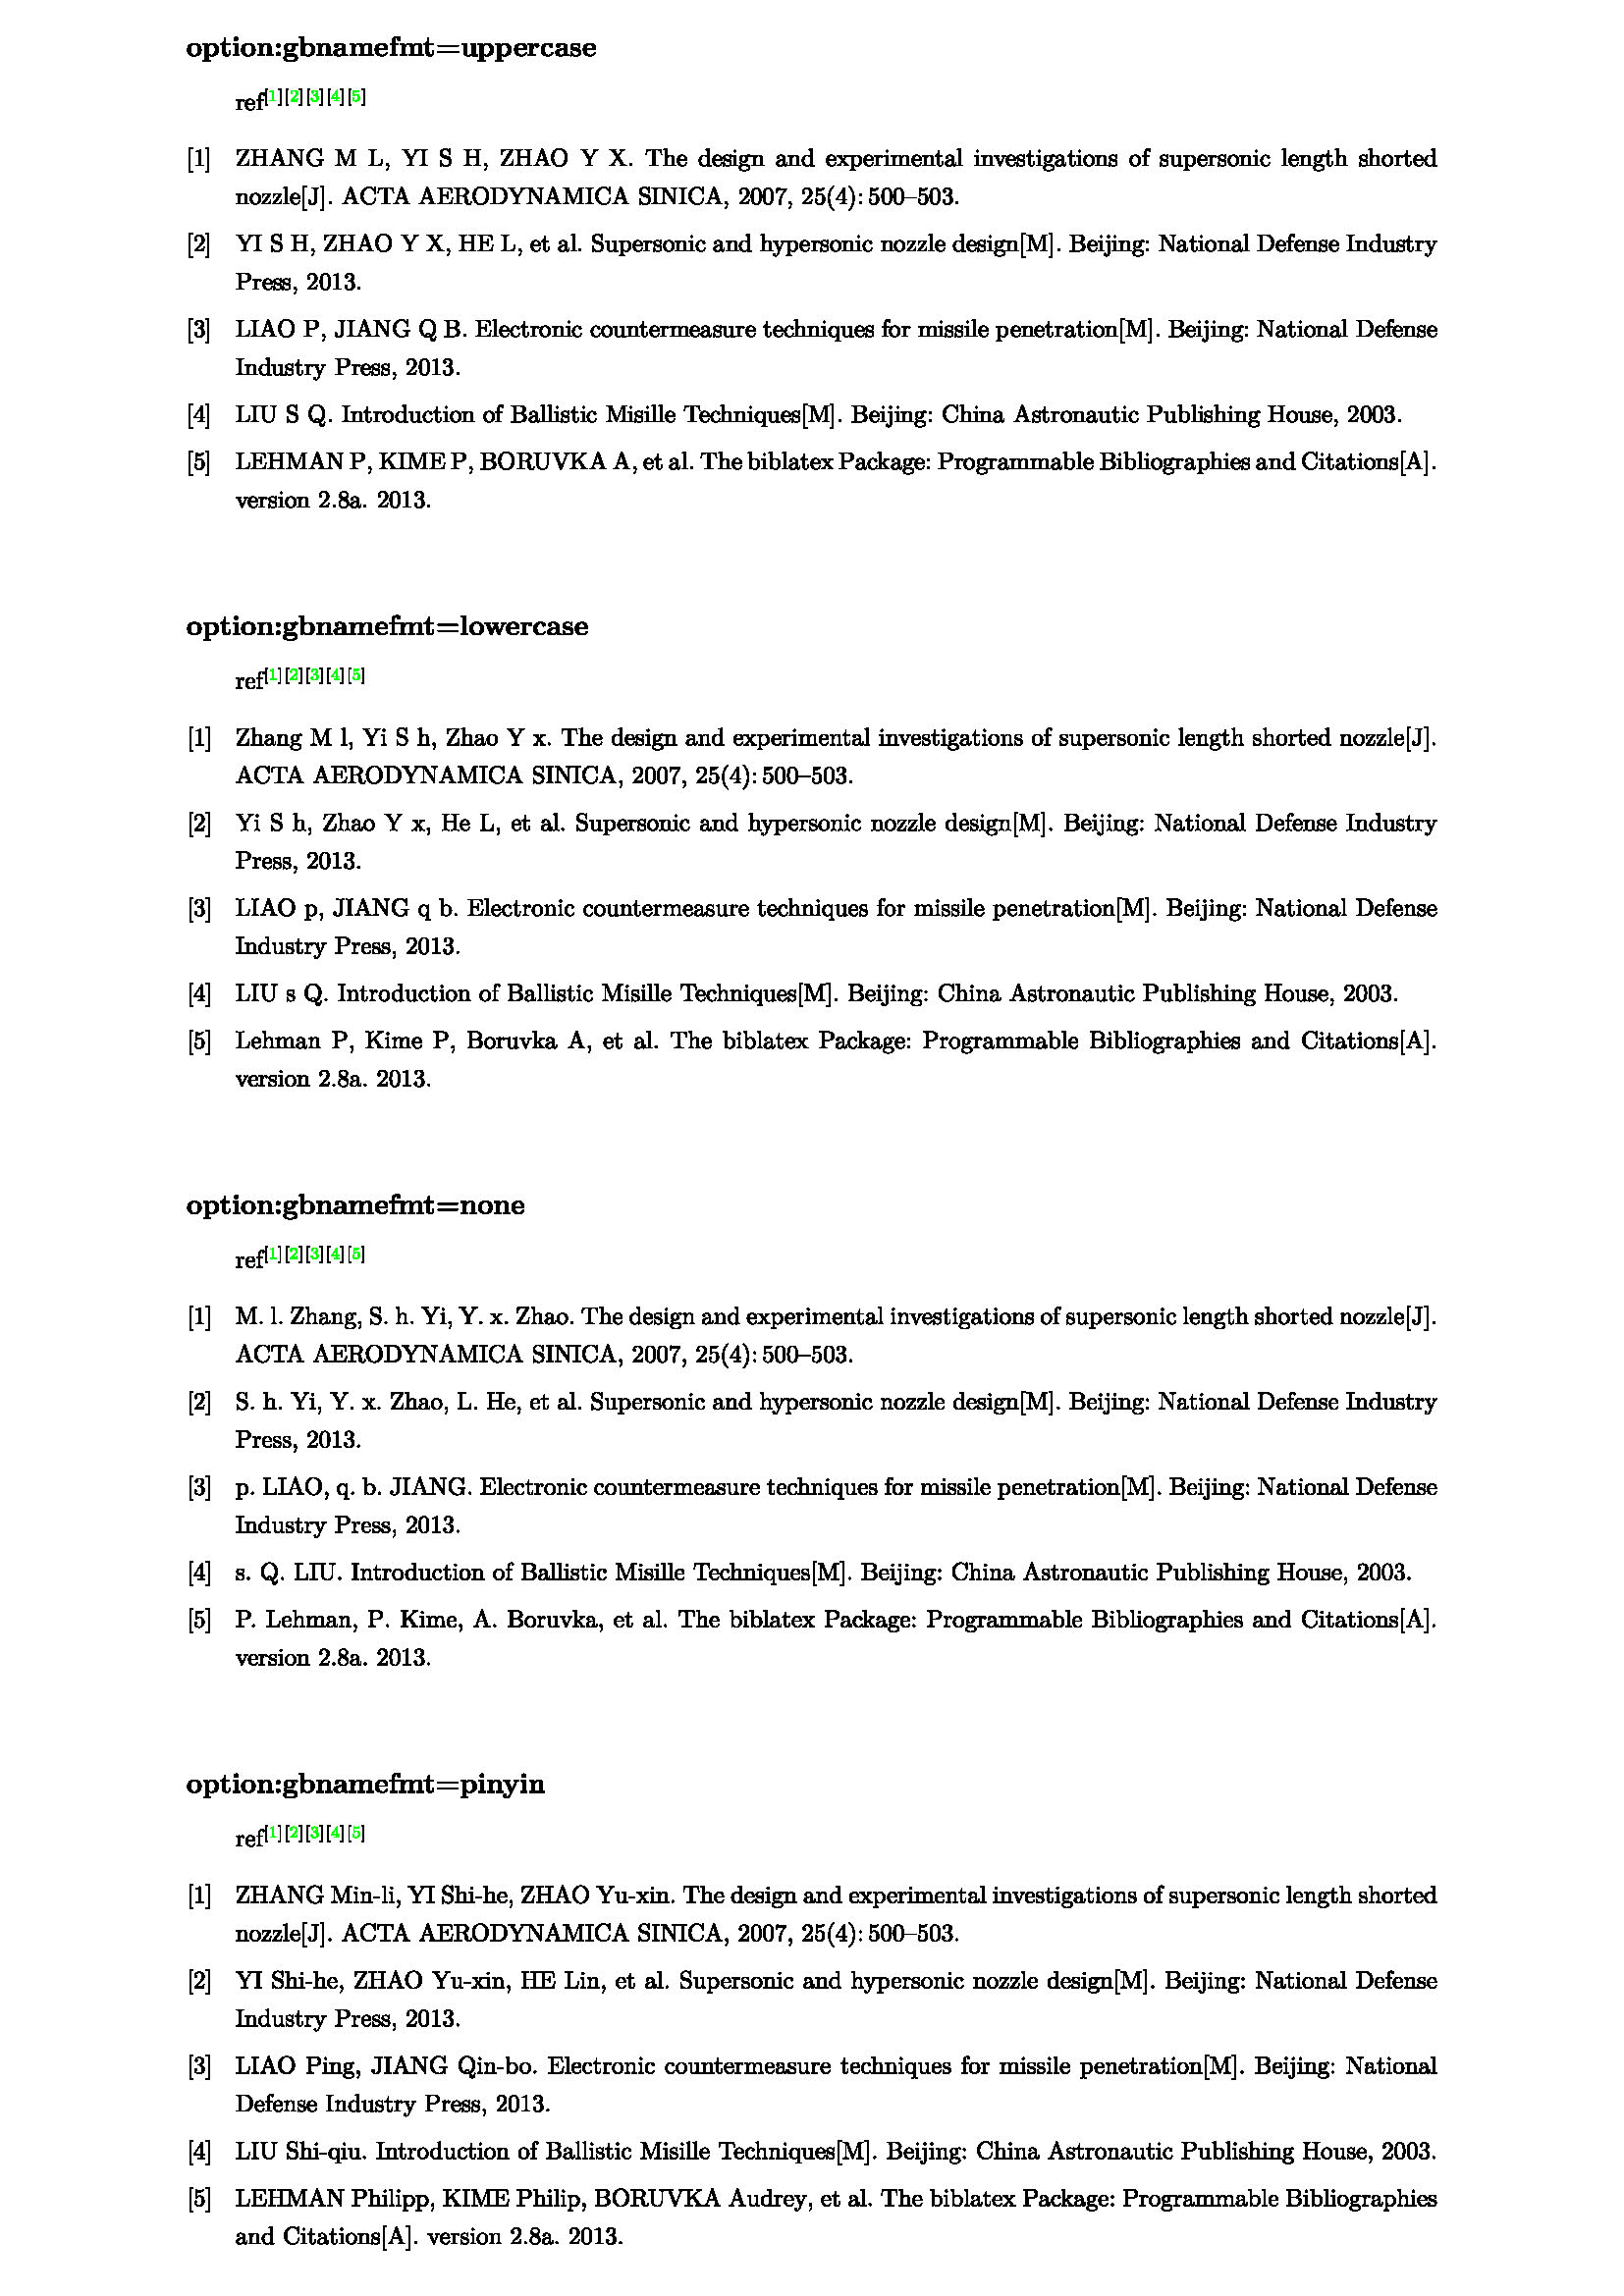 option:gbnamefmt=uppercase
ref[1][2][3][4][5]
[1] ZHANG M L, YI S H, ZHAO Y X. The design and experimental investigations of supersonic length shorted
nozzle[J]. ACTA AERODYNAMICA SINICA, 2007, 25(4): 500–503.
[2] YI S H, ZHAO Y X, HE L, et al. Supersonic and hypersonic nozzle design[M]. Beijing: National Defense Industry
Press, 2013.
[3] LIAO P, JIANG Q B. Electronic countermeasure techniques for missile penetration[M]. Beijing: National Defense
Industry Press, 2013.
[4] LIU S Q. Introduction of Ballistic Misille Techniques[M]. Beijing: China Astronautic Publishing House, 2003.
[5] LEHMAN P, KIME P, BORUVKA A, et al. The biblatex Package: Programmable Bibliographies and Citations[A].
version 2.8a. 2013.
option:gbnamefmt=lowercase
ref[1][2][3][4][5]
[1] Zhang M l, Yi S h, Zhao Y x. The design and experimental investigations of supersonic length shorted nozzle[J].
ACTA AERODYNAMICA SINICA, 2007, 25(4): 500–503.
[2] Yi S h, Zhao Y x, He L, et al. Supersonic and hypersonic nozzle design[M]. Beijing: National Defense Industry
Press, 2013.
[3] LIAO p, JIANG q b. Electronic countermeasure techniques for missile penetration[M]. Beijing: National Defense
Industry Press, 2013.
[4] LIU s Q. Introduction of Ballistic Misille Techniques[M]. Beijing: China Astronautic Publishing House, 2003.
[5] Lehman P, Kime P, Boruvka A, et al. The biblatex Package: Programmable Bibliographies and Citations[A].
version 2.8a. 2013.
option:gbnamefmt=none
ref[1][2][3][4][5]
[1] M. l. Zhang, S. h. Yi, Y. x. Zhao. The design and experimental investigations of supersonic length shorted nozzle[J].
ACTA AERODYNAMICA SINICA, 2007, 25(4): 500–503.
[2] S. h. Yi, Y. x. Zhao, L. He, et al. Supersonic and hypersonic nozzle design[M]. Beijing: National Defense Industry
Press, 2013.
[3] p. LIAO, q. b. JIANG. Electronic countermeasure techniques for missile penetration[M]. Beijing: National Defense
Industry Press, 2013.
[4] s. Q. LIU. Introduction of Ballistic Misille Techniques[M]. Beijing: China Astronautic Publishing House, 2003.
[5] P. Lehman, P. Kime, A. Boruvka, et al. The biblatex Package: Programmable Bibliographies and Citations[A].
version 2.8a. 2013.
option:gbnamefmt=pinyin
ref[1][2][3][4][5]
[1] ZHANG Min-li, YI Shi-he, ZHAO Yu-xin. The design and experimental investigations of supersonic length shorted
nozzle[J]. ACTA AERODYNAMICA SINICA, 2007, 25(4): 500–503.
[2] YI Shi-he, ZHAO Yu-xin, HE Lin, et al. Supersonic and hypersonic nozzle design[M]. Beijing: National Defense
Industry Press, 2013.
[3] LIAO Ping, JIANG Qin-bo. Electronic countermeasure techniques for missile penetration[M]. Beijing: National
Defense Industry Press, 2013.
[4] LIU Shi-qiu. Introduction of Ballistic Misille Techniques[M]. Beijing: China Astronautic Publishing House, 2003.
[5] LEHMAN Philipp, KIME Philip, BORUVKA Audrey, et al. The biblatex Package: Programmable Bibliographies
and Citations[A]. version 2.8a. 2013.